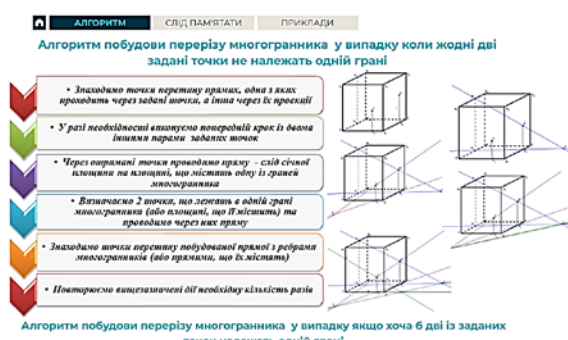 АЛГОРИТМ
СЛІД ПАМ'ЯТАТИ
ПРИКЛАДИ
Алгоритм побудови перерізу многогранника у випадку коли жодні дві
задані точки не належать одній грані
• Знаходимо точки перетину прямих, одна з яких
проходить через задані точки, а інша через їх проекції
• У разі необхідності виконуємо попередній крок із двома
іншими парами заданих точок
• Через отримані точки проводимо пряму - слід січної
площини на площині, що містить одну із граней
многогранника
• Визначаємо 2 точки, що лежать в одній грані
многогранника (або площині, що її містить) та
проводимо через них пряму
• Знаходимо точки перетину побудованої прямої з ребрами
многогранників (або прямими, що їх містять)
• Повторюємо вищезазначені дії необхідну кількість разів
Алгоритм побудови перерізу многогранника у випадку якщо хоча б дві із заданих